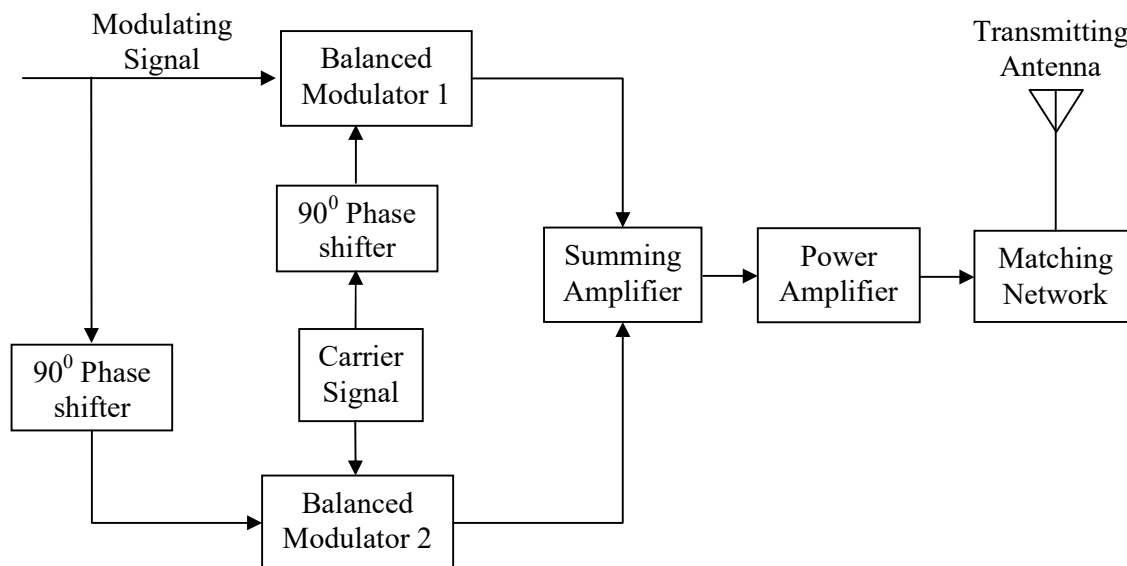 Modulating
Signal
Balanced
Modulator 1
Transmitting
Antenna
90⁰ Phase
shifter
Summing
Amplifier
Power
Amplifier
Matching
Network
Carrier
Signal
90⁰ Phase
shifter
Balanced
Modulator 2